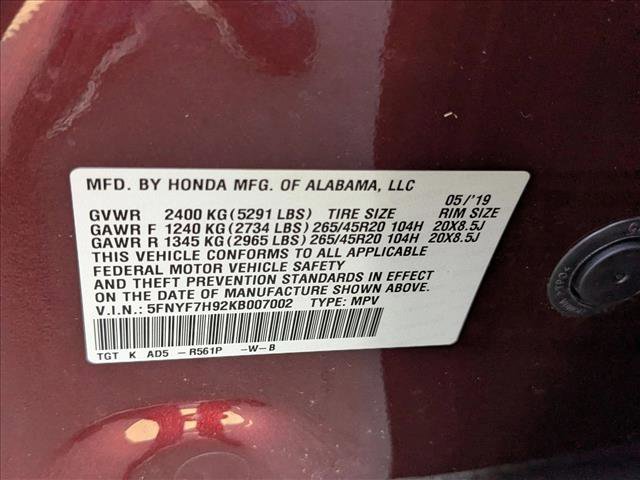 MFD. BY HONDA MFG. OF ALABAMA, LLC 05/'19
GVWR 2400 KG (5291 LBS) TIRE SIZE RIM SIZE
GAWR F 1240 KG (2734 LBS) 265/45R20 104H 20X8.5J
GAWR R 1345 KG (2965 LBS) 265/45R20 104H 20X8.5J
THIS VEHICLE CONFORMS TO ALL APPLICABLE
FEDERAL MOTOR VEHICLE SAFETY
AND THEFT PREVENTION STANDARDS IN EFFECT
ON THE DATE OF MANUFACTURE SHOWN ABOVE.
V.I.N.: 5FNYF7H92KB007002 TYPE: MPV
TGT K AD5 -R561P -W-B